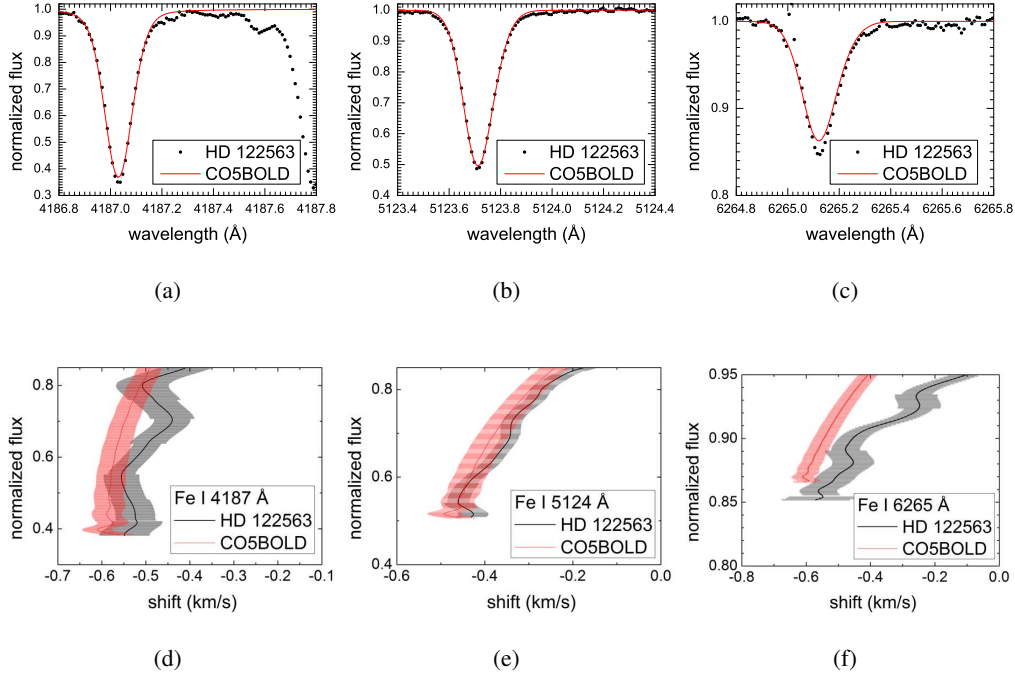 1.0
0.9
0.8
0.7
0.6
0.5
0.4
0.3
normalized flux
HD 122563
CO5BOLD
4186.8 4187.0 4187.2 4187.4 4187.6 4187.8
wavelength (Å)
(a)
1.0
0.9
0.8
0.7
0.6
0.5
0.4
normalized flux
HD 122563
CO5BOLD
5123.4 5123.6 5123.8 5124.0 5124.2 5124.4
wavelength (Å)
(b)
1.0
0.9
0.8
normalized flux
HD 122563
CO5BOLD
6264.8 6265.0 6265.2 6265.4 6265.6 6265.8
wavelength (Å)
(c)
0.8
0.6
0.4
normalized flux
Fe I 4187 Å
HD 122563
CO5BOLD
-0.7 -0.6 -0.5 -0.4 -0.3 -0.2 -0.1
shift (km/s)
(d)
0.8
0.6
0.4
normalized flux
Fe I 5124 Å
HD 122563
CO5BOLD
-0.6 -0.4 -0.2 0.0
shift (km/s)
(e)
0.95
0.90
0.85
0.80
normalized flux
Fe I 6265 Å
HD 122563
CO5BOLD
-0.8 -0.6 -0.4 -0.2 0.0
shift (km/s)
(f)